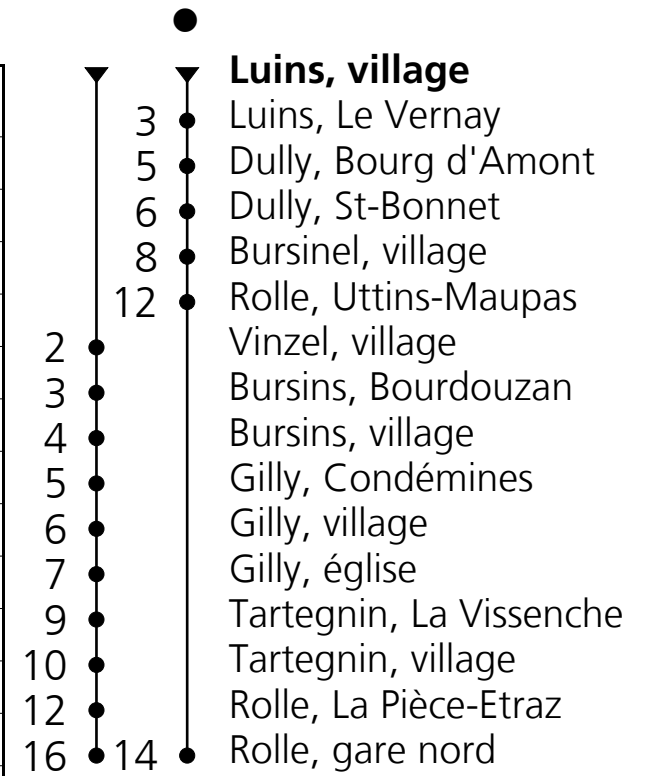 Luins, village
3 Luins, Le Vernay
5 Dully, Bourg d'Amont
6 Dully, St-Bonnet
8 Bursinel, village
12 Rolle, Uttins-Maupas
2 Vinzel, village
3 Bursins, Bourdouzan
4 Bursins, village
5 Gilly, Condémines
6 Gilly, village
7 Gilly, église
9 Tartegnin, La Vissenche
10 Tartegnin, village
12 Rolle, La Pièce-Etraz
16 14 Rolle, gare nord